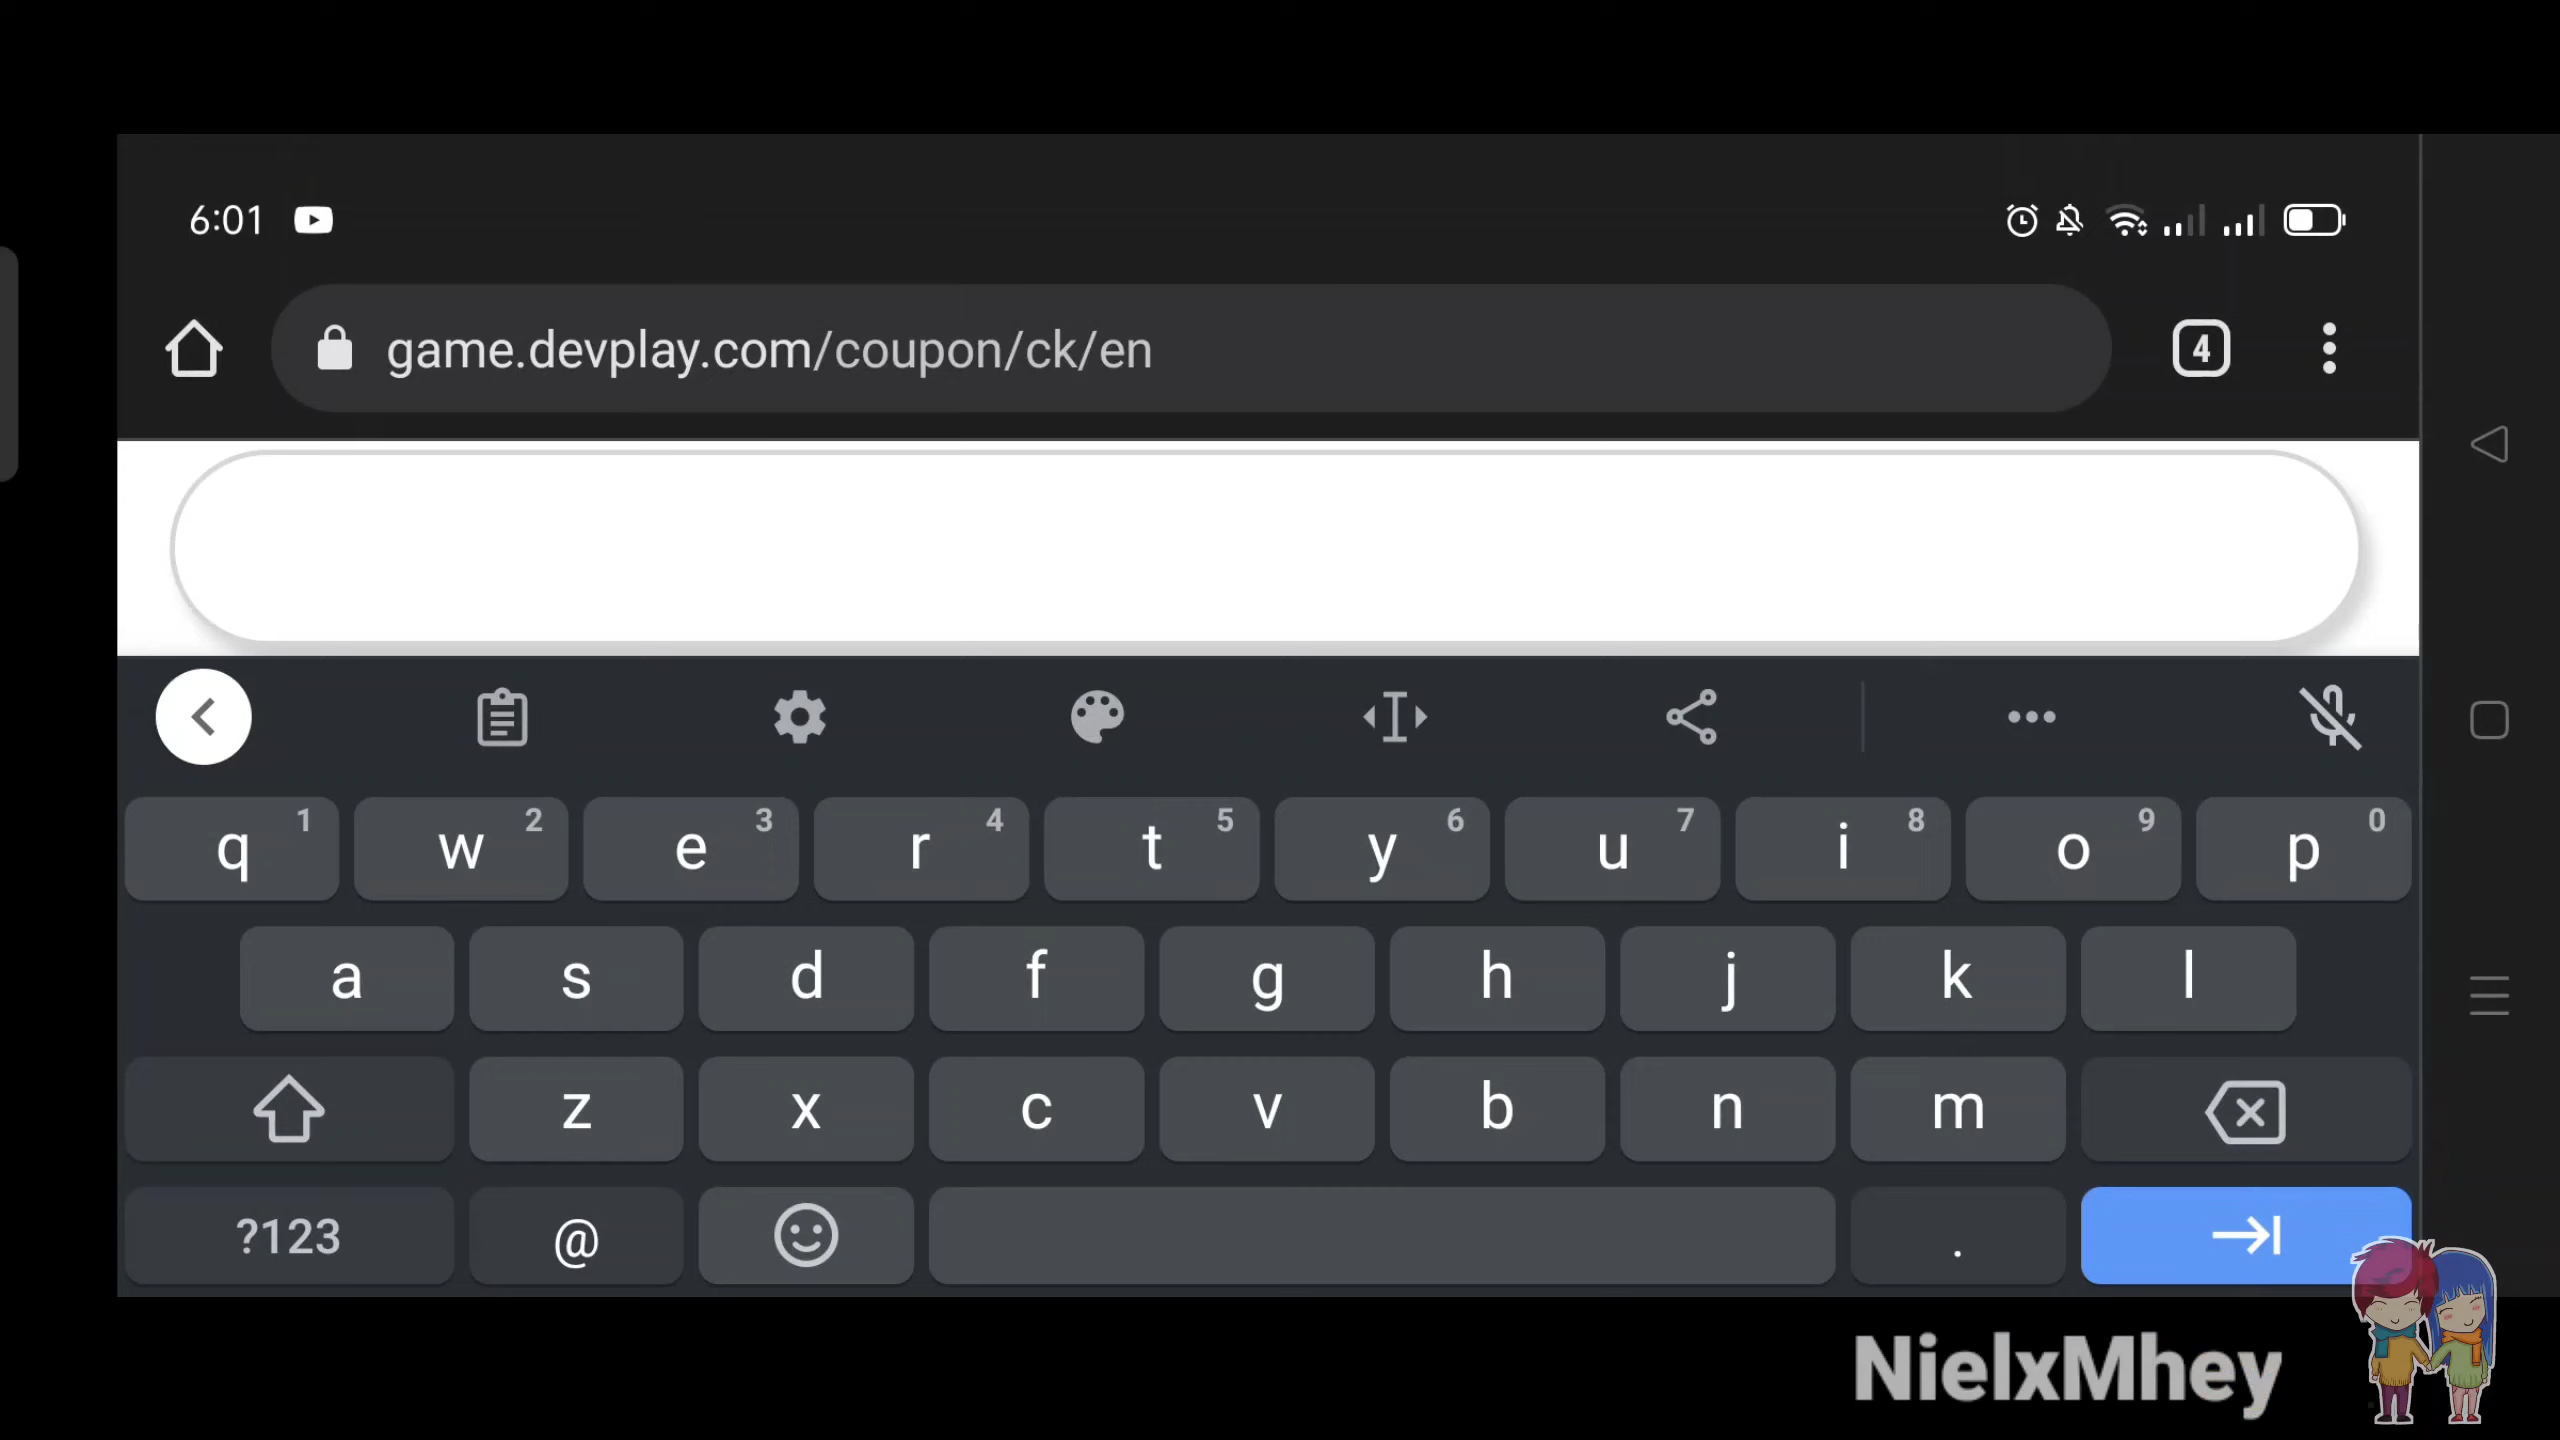 6:01
game.devplay.com/coupon/ck/en
4
q 1 w 2 e 3 r 4 t 5 y 6 u 7 i 8 o 9 p 0
a s d f g h j k l
z x c v b n m
?123 @ .
NielxMhey